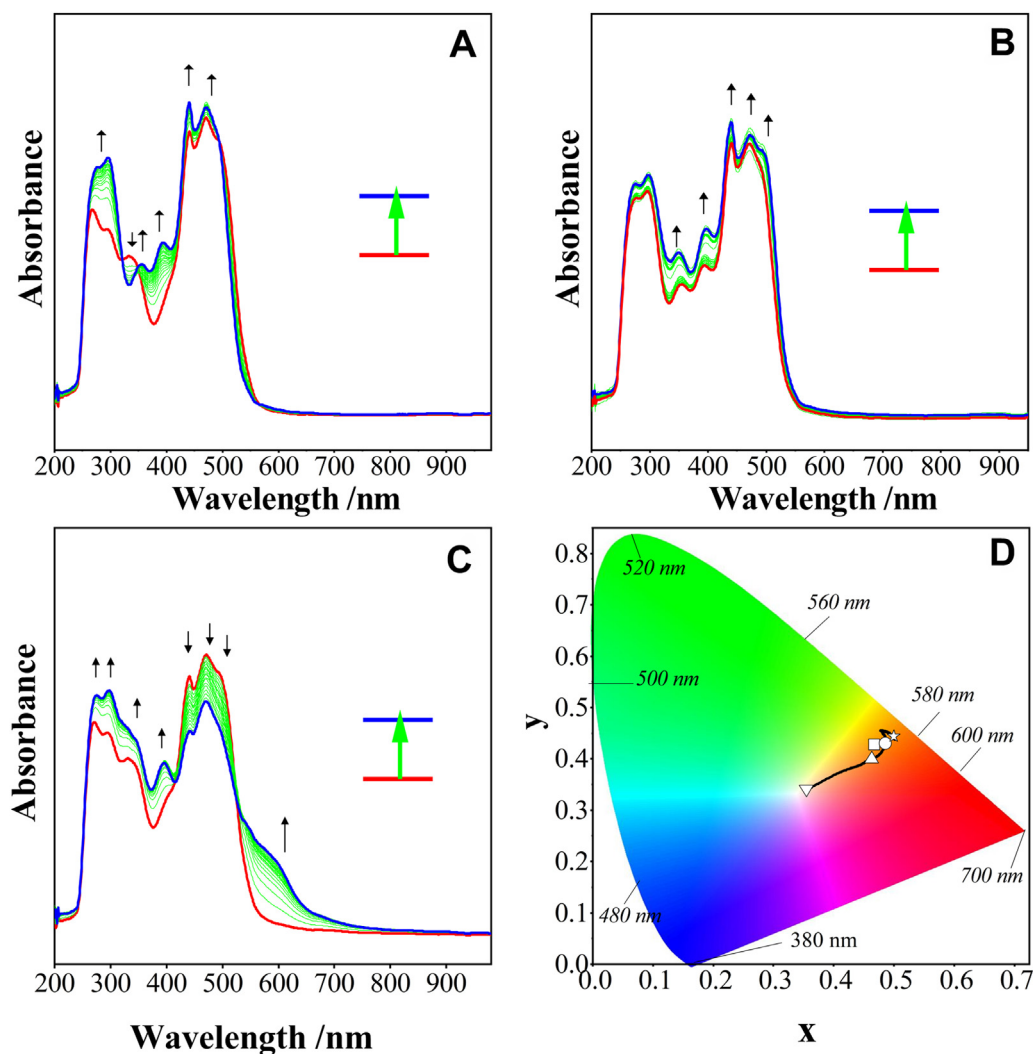 A
Absorbance
200 300 400 500 600 700 800 900
Wavelength /nm
B
Absorbance
200 300 400 500 600 700 800 900
Wavelength /nm
C
Absorbance
200 300 400 500 600 700 800 900
Wavelength /nm
D
y
0.8
0.7
0.6
0.5
0.4
0.3
0.2
0.1
0.0
520 nm
560 nm
500 nm
580 nm
600 nm
700 nm
480 nm
380 nm
0.0 0.1 0.2 0.3 0.4 0.5 0.6 0.7
x